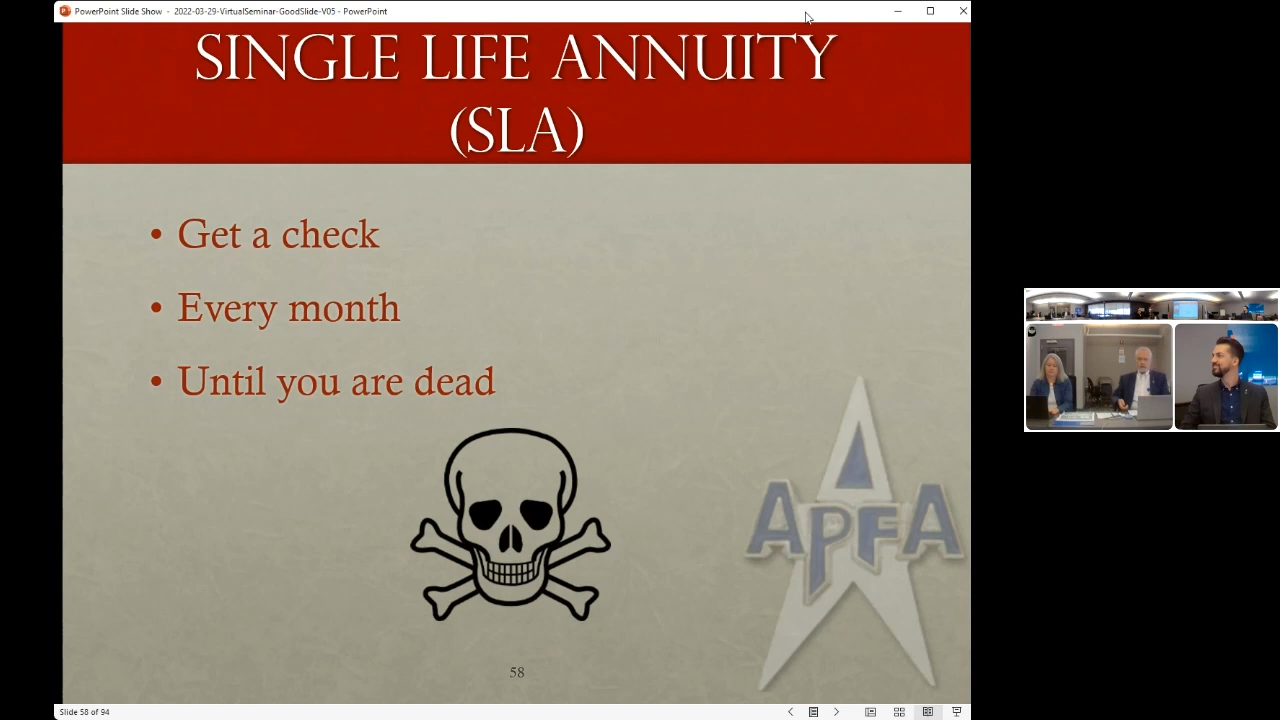 PowerPoint Slide Show - 2022-03-29-VirtualSeminar-GoodSlide-V05 - PowerPoint
SINGLE LIFE ANNUITY
(SLA)
• Get a check
• Every month
• Until you are dead
APFA
58
Slide 58 of 94